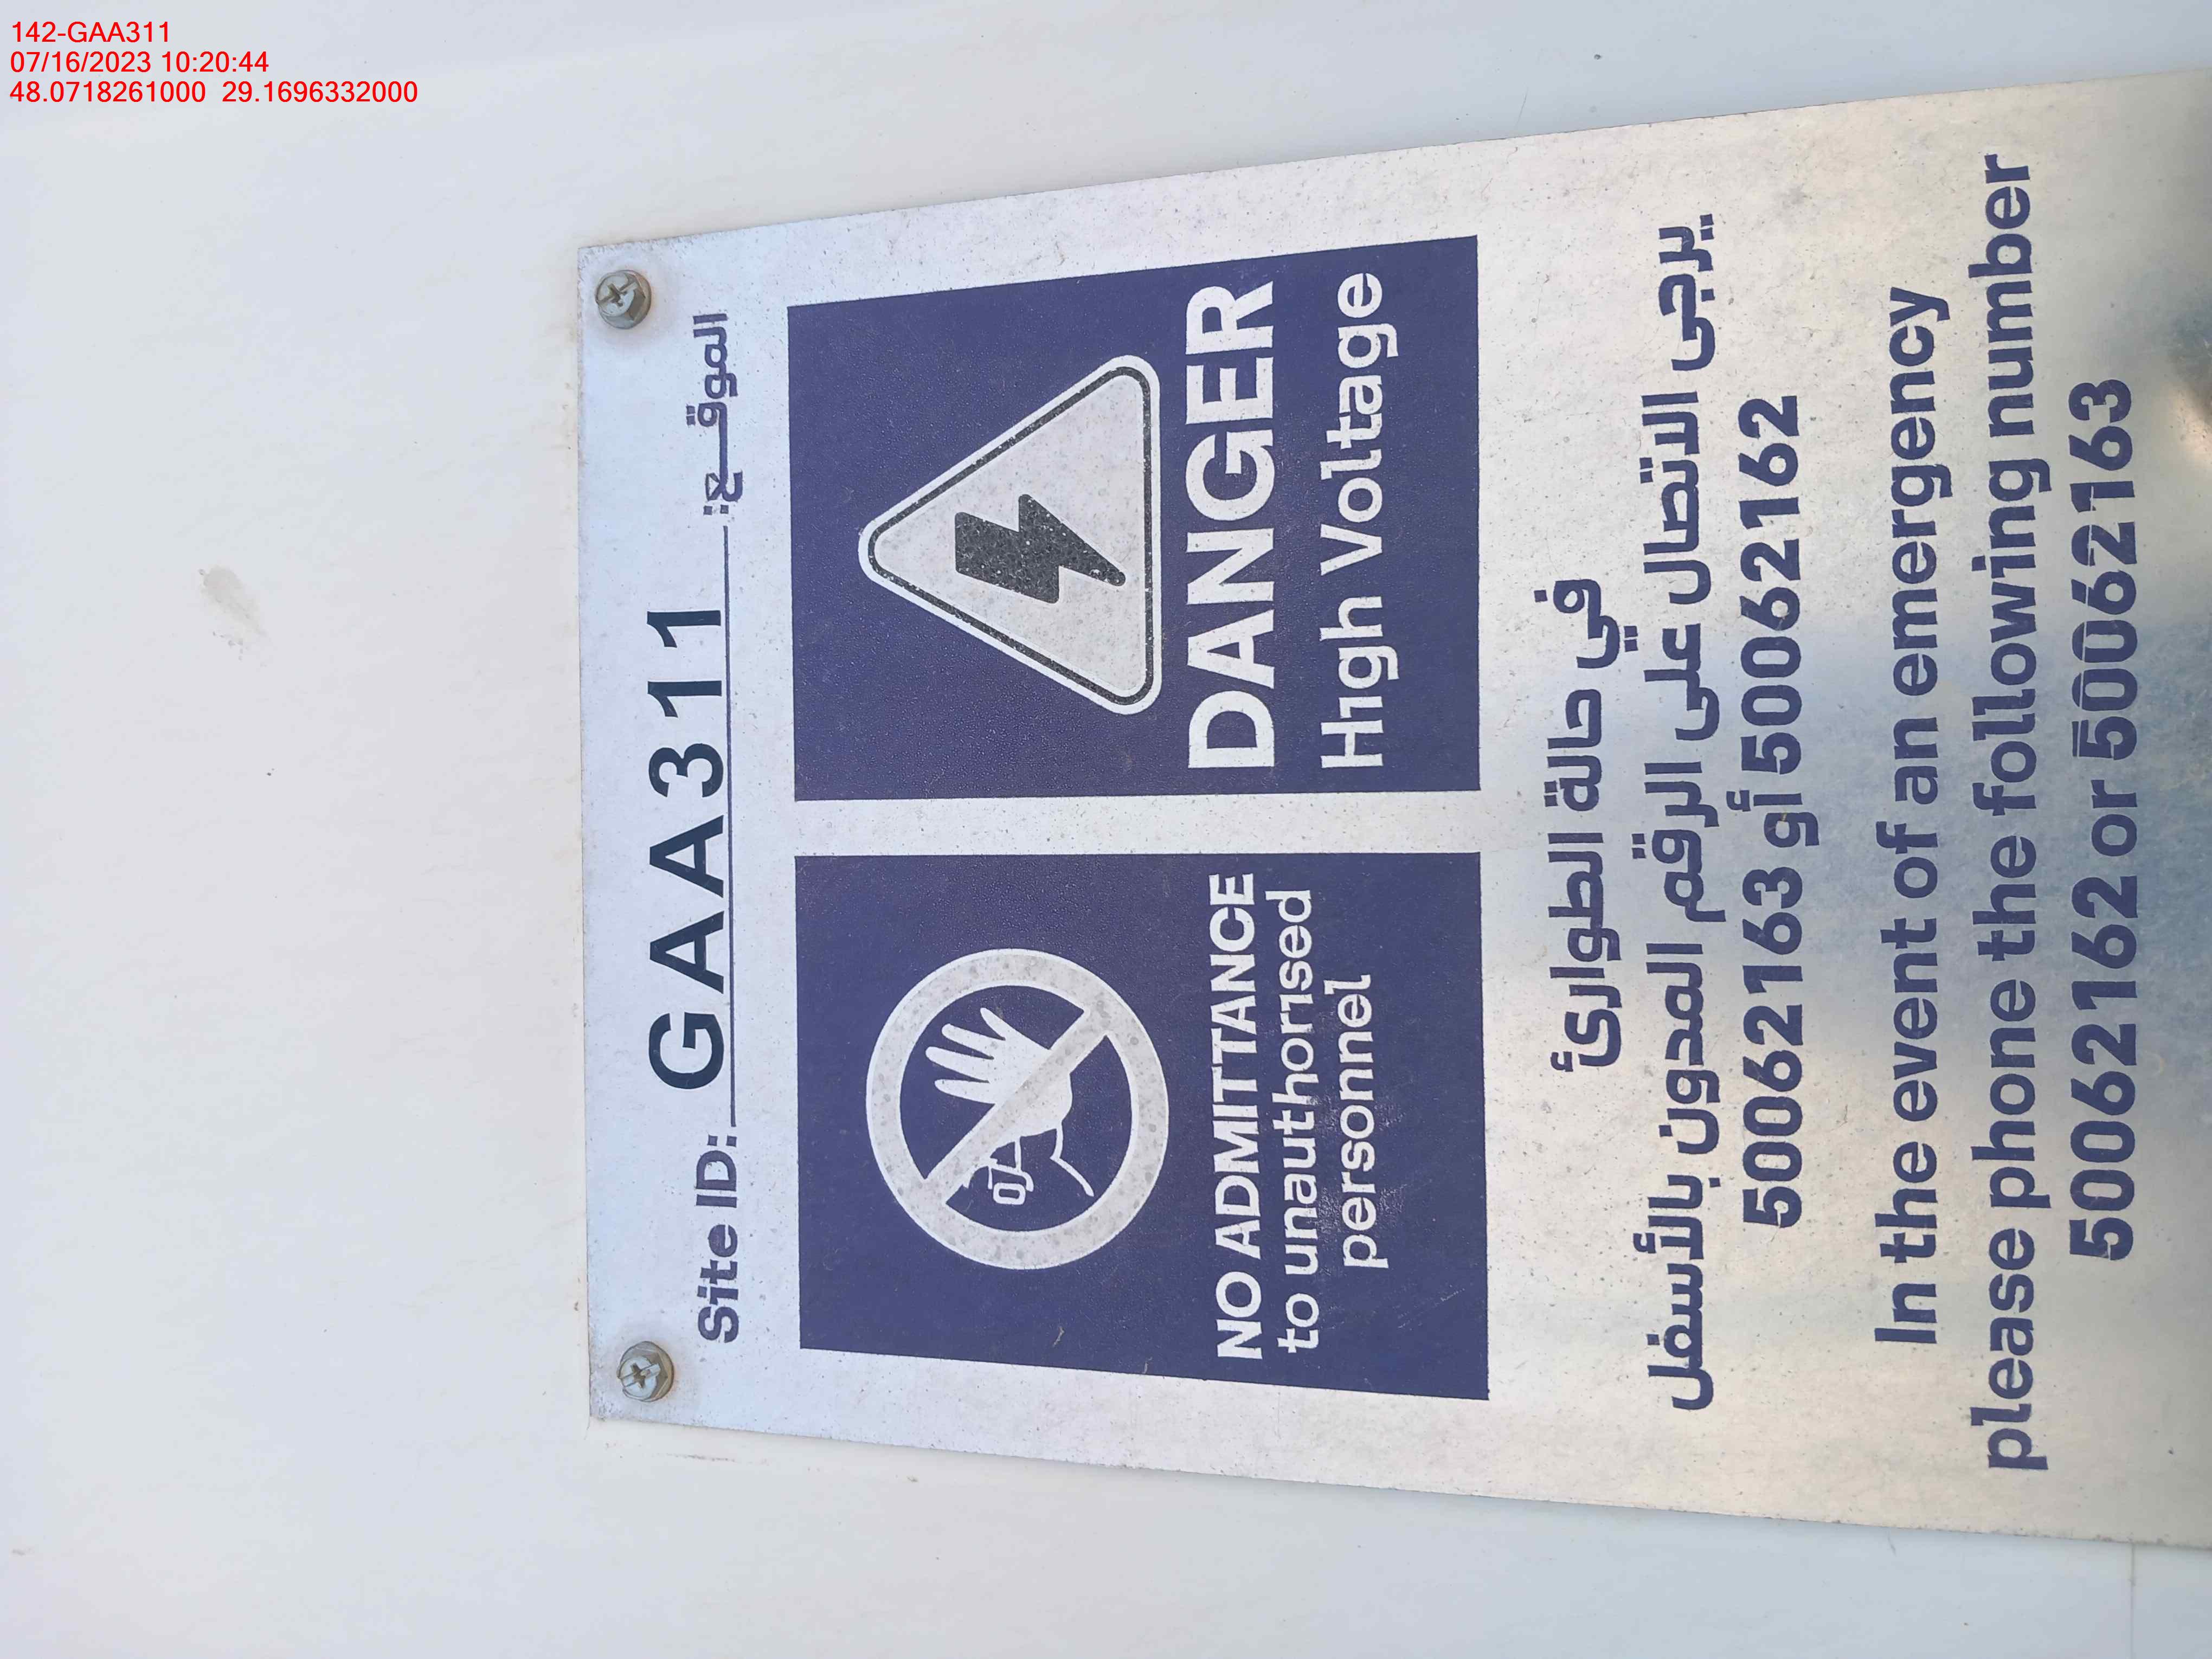 142-GAA311
07/16/2023 10:20:44
48.0718261000 29.1696332000
Site ID: GAA311 الموقع:
NO ADMITTANCE
to unauthorised
personnel
DANGER
High Voltage
في حالة الطوارئ
يرجى الاتصال على الرقم المدون بالأسفل
50062163 أو 50062162
In the event of an emergency
please phone the following number
50062162 or 50062163